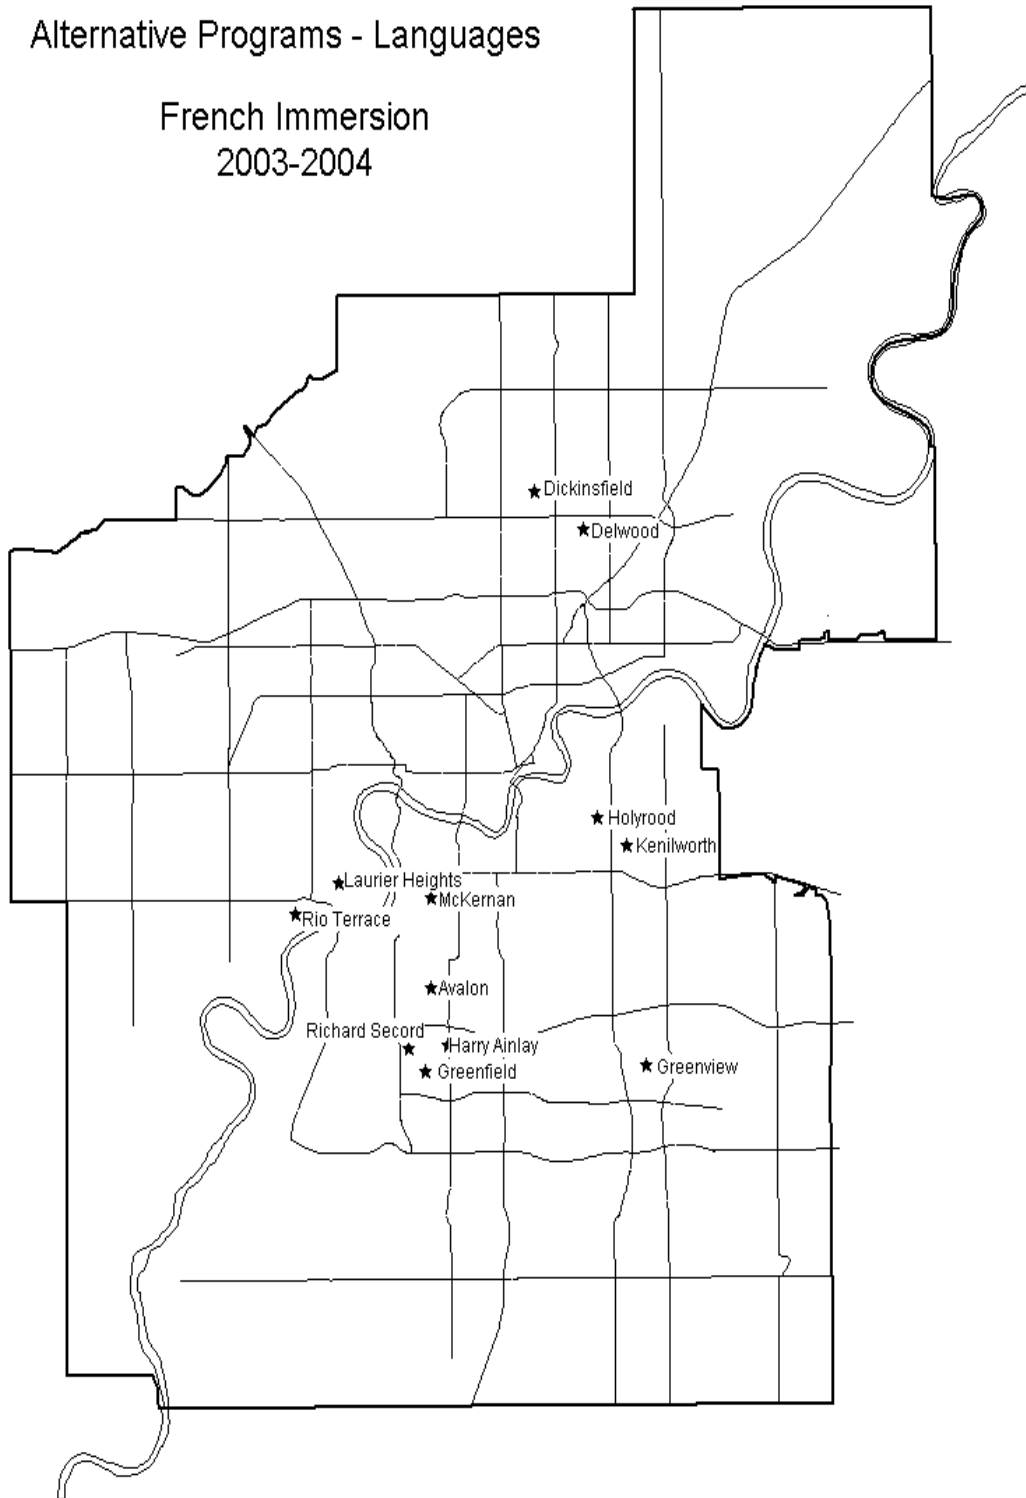 Alternative Programs - Languages
French Immersion
2003-2004
Dickinsfield
Delwood
Holyrood
Kenilworth
Laurier Heights
McKernan
Rio Terrace
Avalon
Richard Secord
Harry Ainlay
Greenfield
Greenview